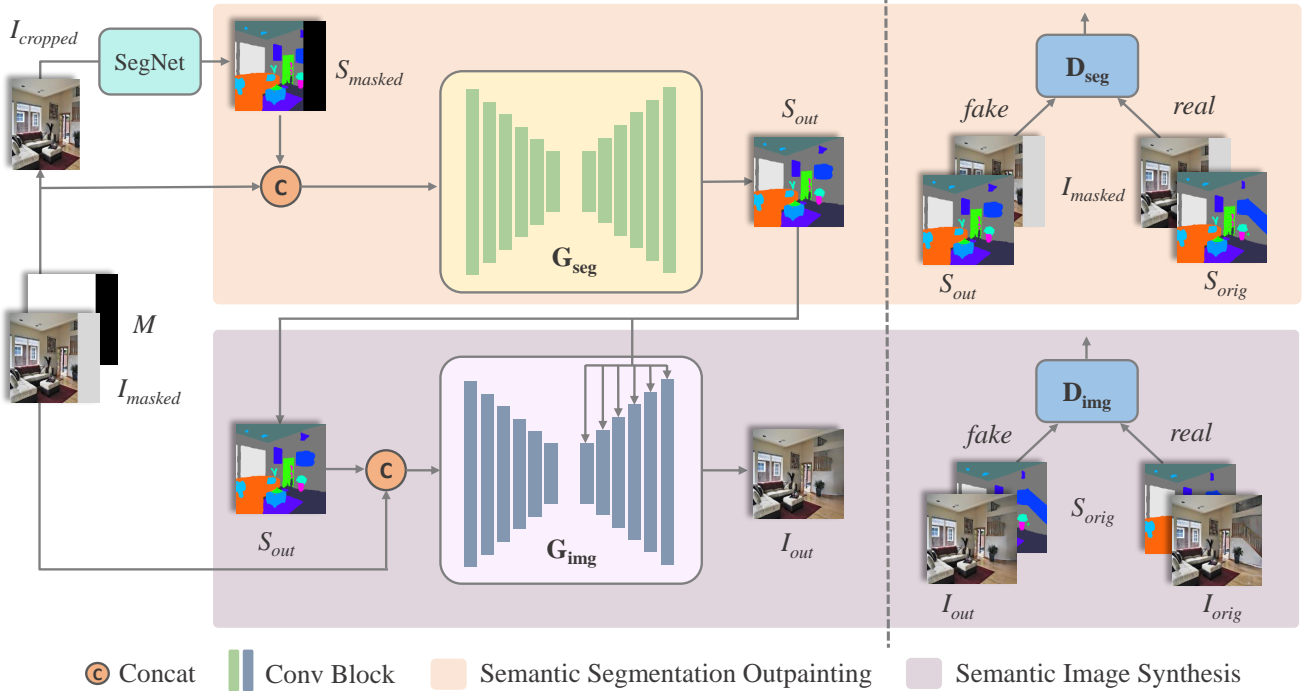 I_cropped
SegNet
S_masked
C
G_seg
S_out
D_seg
fake
real
I_masked
S_out
S_orig
M
I_masked
S_out
C
G_img
I_out
D_img
fake
real
S_orig
I_out
I_orig
C Concat
Conv Block
Semantic Segmentation Outpainting
Semantic Image Synthesis